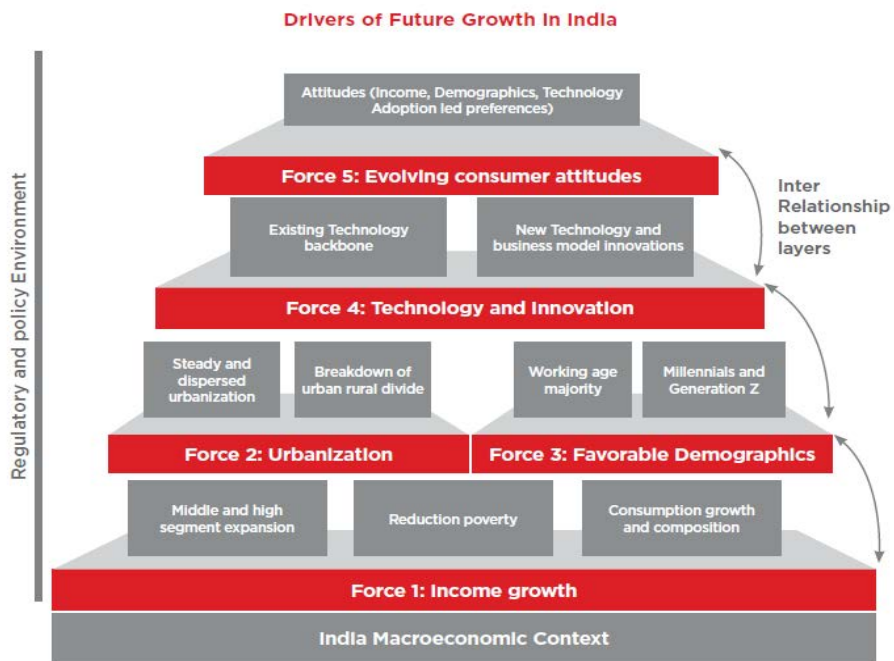 Drivers of Future Growth in India
Regulatory and policy Environment
Attitudes (Income, Demographics, Technology
Adoption led preferences)
Force 5: Evolving consumer attitudes
Existing Technology
backbone
New Technology and
business model innovations
Inter
Relationship
between
layers
Force 4: Technology and Innovation
Steady and
dispersed
urbanization
Breakdown of
urban rural divide
Working age
majority
Millennials and
Generation Z
Force 2: Urbanization
Force 3: Favorable Demographics
Middle and high
segment expansion
Reduction poverty
Consumption growth
and composition
Force 1: Income growth
India Macroeconomic Context